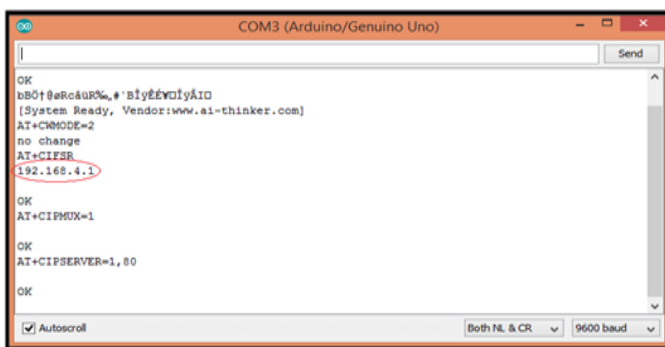 COM3 (Arduino/Genuino Uno)
Send
OK
[System Ready, Vendor:www.ai-thinker.com]
AT+CWMODE=2
no change
AT+CIFSR
192.168.4.1
OK
AT+CIPMUX=1
OK
AT+CIPSERVER=1,80
OK
Autoscroll Both NL & CR 9600 baud